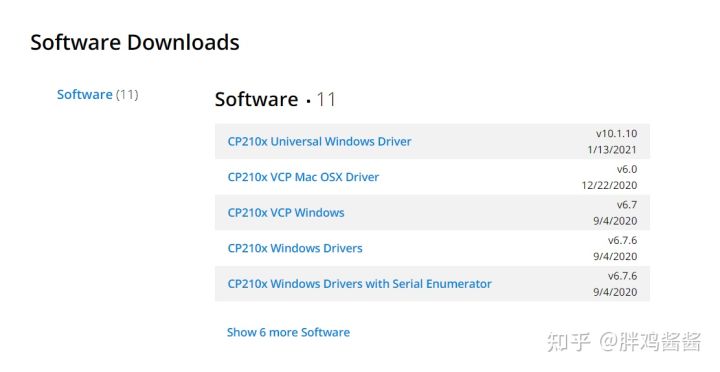 Software Downloads
Software (11)
Software • 11
CP210x Universal Windows Driver
v10.1.10
1/13/2021
CP210x VCP Mac OSX Driver
v6.0
12/22/2020
CP210x VCP Windows
v6.7
9/4/2020
CP210x Windows Drivers
v6.7.6
9/4/2020
CP210x Windows Drivers with Serial Enumerator
v6.7.6
9/4/2020
Show 6 more Software
知乎 @胖鸡酱酱